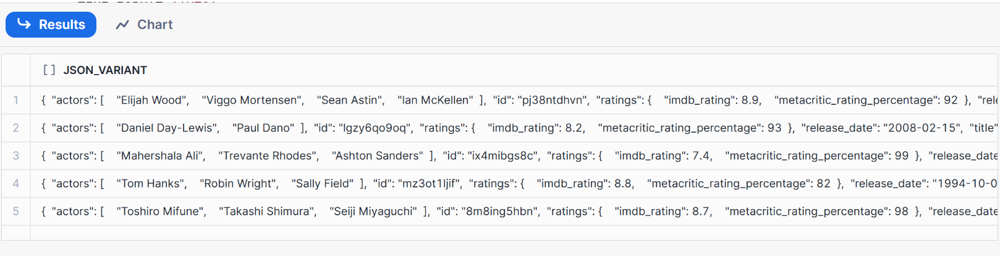 Results Chart
[ ] JSON_VARIANT
1 { "actors": [ "Elijah Wood", "Viggo Mortensen", "Sean Astin", "Ian McKellen" ], "id": "pj38ntdhvn", "ratings": { "imdb_rating": 8.9, "metacritic_rating_percentage": 92 }, "rele
2 { "actors": [ "Daniel Day-Lewis", "Paul Dano" ], "id": "lgzy6qo9oq", "ratings": { "imdb_rating": 8.2, "metacritic_rating_percentage": 93 }, "release_date": "2008-02-15", "title"
3 { "actors": [ "Mahershala Ali", "Trevante Rhodes", "Ashton Sanders" ], "id": "ix4mibgs8c", "ratings": { "imdb_rating": 7.4, "metacritic_rating_percentage": 99 }, "release_date
4 { "actors": [ "Tom Hanks", "Robin Wright", "Sally Field" ], "id": "mz3ot1ljif", "ratings": { "imdb_rating": 8.8, "metacritic_rating_percentage": 82 }, "release_date": "1994-10-0
5 { "actors": [ "Toshiro Mifune", "Takashi Shimura", "Seiji Miyaguchi" ], "id": "8m8ing5hbn", "ratings": { "imdb_rating": 8.7, "metacritic_rating_percentage": 98 }, "release_date